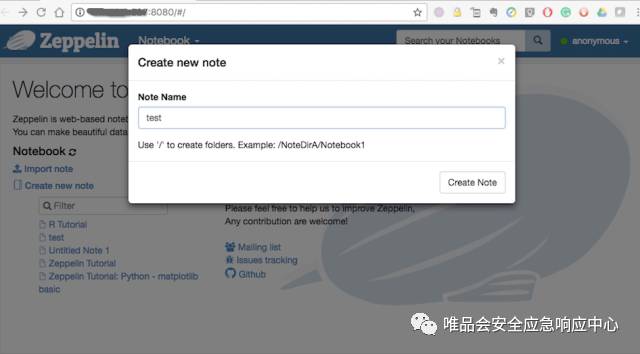 :8080/#/
Zeppelin
Notebook
Search your Notebooks
anonymous
Create new note
×
Note Name
test
Use '/' to create folders. Example: /NoteDirA/Notebook1
Create Note
Welcome to
Zeppelin is web-based note
You can make beautiful data
Notebook
Import note
Create new note
Filter
R Tutorial
test
Untitled Note 1
Zeppelin Tutorial
Zeppelin Tutorial: Python - matplotlib
basic
Please feel free to help us to improve Zeppelin,
Any contribution are welcome!
Mailing list
Issues tracking
Github
唯品会安全应急响应中心